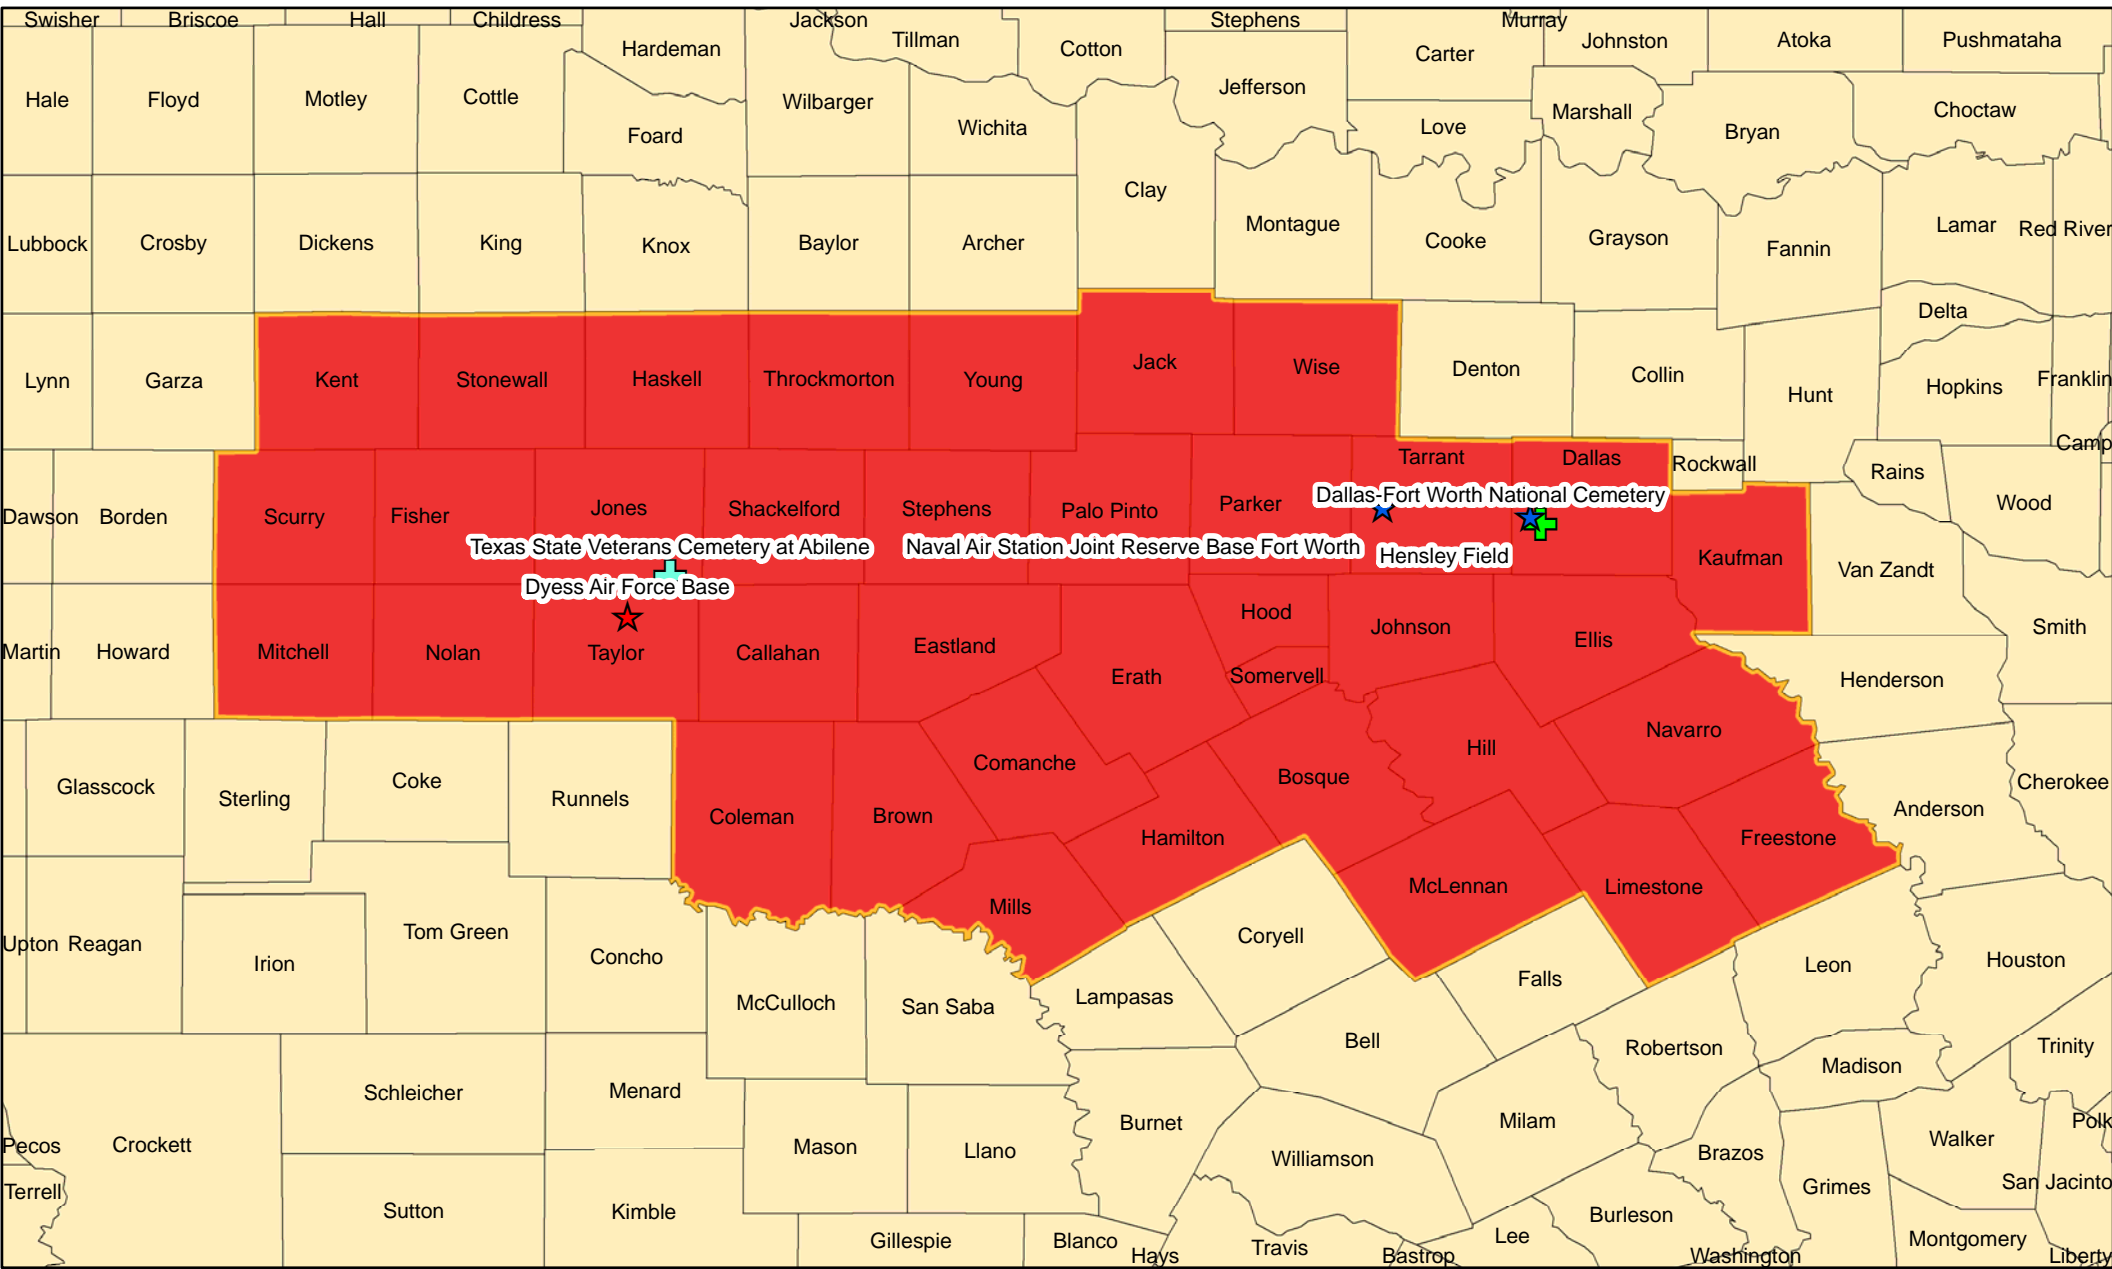 Swisher Briscoe Hall Childress Jackson Stephens Murray
Hardeman Tillman Cotton Carter Johnston Atoka Pushmataha
Hale Floyd Motley Cottle Wilbarger Jefferson Marshall Choctaw
Foard Wichita Love Bryan
Clay
Lubbock Crosby Dickens King Knox Baylor Archer Montague Cooke Grayson Fannin Lamar Red River
Delta
Lynn Garza Kent Stonewall Haskell Throckmorton Young Jack Wise Denton Collin Hunt Hopkins Franklin
Camp
Tarrant Dallas Rockwall Rains
Dawson Borden Scurry Fisher Jones Shackelford Stephens Palo Pinto Parker Wood
Dallas-Fort Worth National Cemetery
Texas State Veterans Cemetery at Abilene
Naval Air Station Joint Reserve Base Fort Worth
Hensley Field
Kaufman Van Zandt
Dyess Air Force Base
Hood Johnson Ellis Smith
Martin Howard Mitchell Nolan Taylor Callahan Eastland Erath Somervell Henderson
Navarro
Glasscock Sterling Coke Runnels Coleman Brown Comanche Bosque Hill Cherokee
Hamilton Freestone Anderson
McLennan Limestone
Mills
Upton Reagan Irion Tom Green Concho Coryell Leon Houston
McCulloch San Saba Lampasas Falls
Bell Robertson Trinity
Schleicher Menard Madison
Pecos Crockett Mason Llano Burnet Milam Walker Polk
Williamson Brazos
Terrell Grimes San Jacinto
Sutton Kimble Burleson
Gillespie Blanco Hays Travis Bastrop Lee Washington Montgomery Liberty